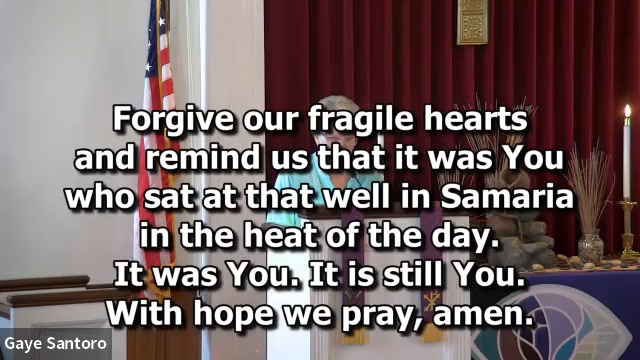 Forgive our fragile hearts
and remind us that it was You
who sat at that well in Samaria
in the heat of the day.
It was You. It is still You.
With hope we pray, amen.
Gaye Santoro